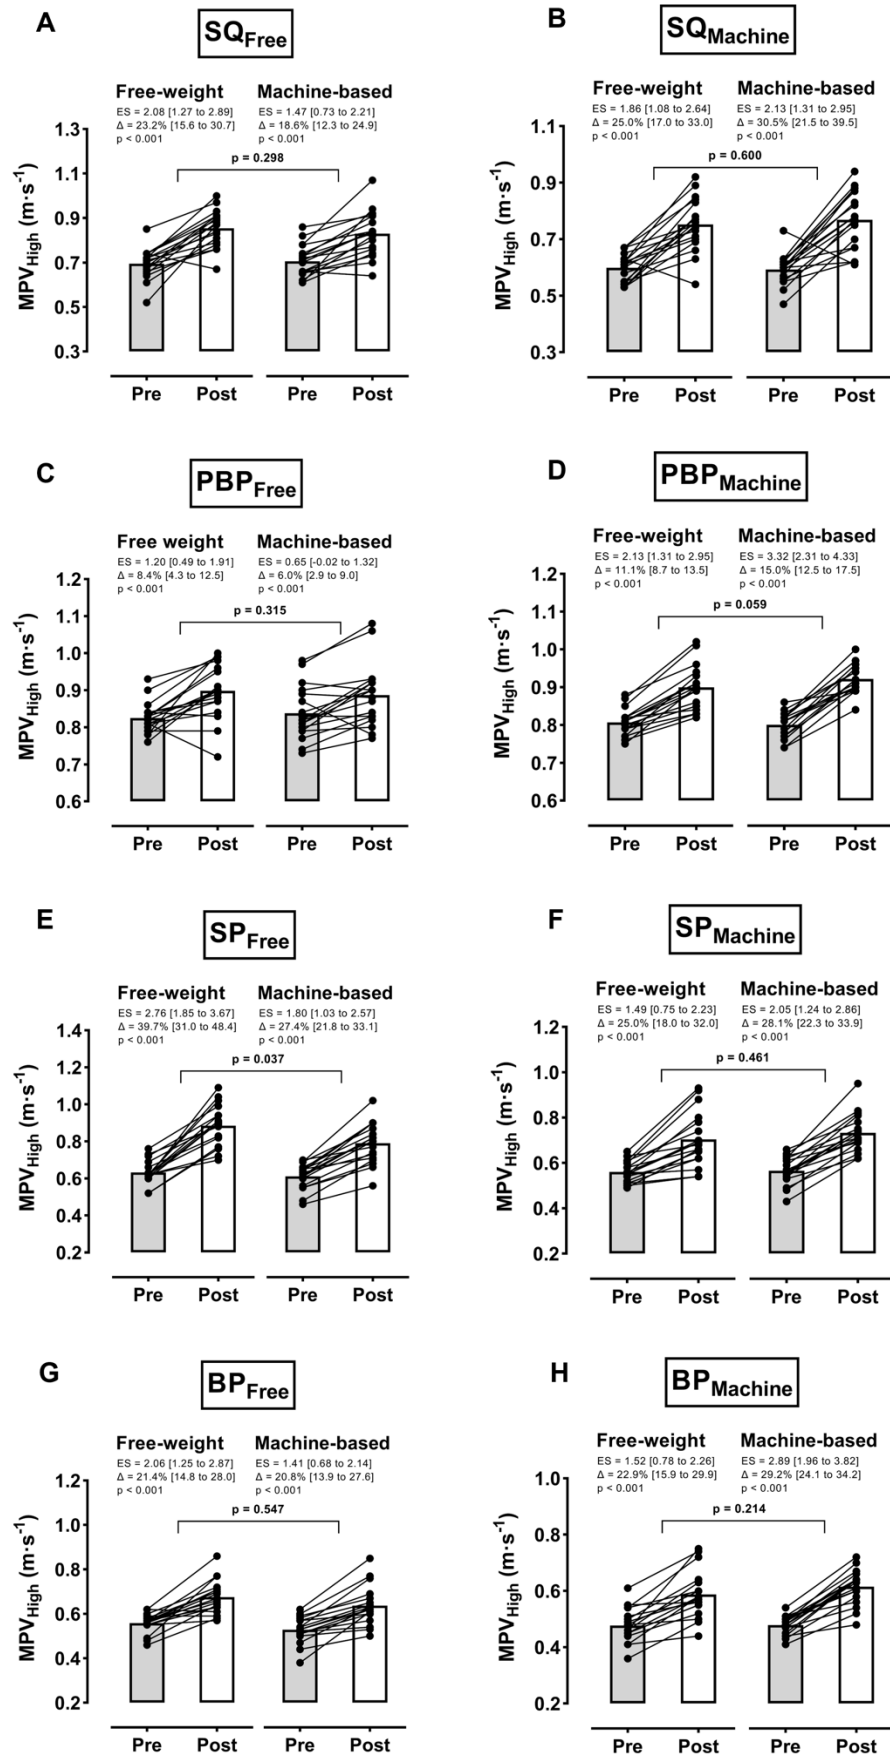 A
SQFree
Free-weight Machine-based
ES = 2.08 [1.27 to 2.89] ES = 1.47 [0.73 to 2.21]
Δ = 23.2% [15.6 to 30.7] Δ = 18.6% [12.3 to 24.9]
p < 0.001 p < 0.001
p = 0.298
MPVHigh (m·s-1)
1.3
1.1
0.9
0.7
0.5
0.3
Pre Post Pre Post
B
SQMachine
Free-weight Machine-based
ES = 1.86 [1.08 to 2.64] ES = 2.13 [1.31 to 2.95]
Δ = 25.0% [17.0 to 33.0] Δ = 30.5% [21.5 to 39.5]
p < 0.001 p < 0.001
p = 0.600
MPVHigh (m·s-1)
1.1
0.9
0.7
0.5
0.3
Pre Post Pre Post
C
PBPFree
Free weight Machine-based
ES = 1.20 [0.49 to 1.91] ES = 0.65 [-0.02 to 1.32]
Δ = 8.4% [4.3 to 12.5] Δ = 6.0% [2.9 to 9.0]
p < 0.001 p < 0.001
p = 0.315
MPVHigh (m·s-1)
1.2
1.1
1.0
0.9
0.8
0.7
0.6
Pre Post Pre Post
D
PBPMachine
Free-weight Machine-based
ES = 2.13 [1.31 to 2.95] ES = 3.32 [2.31 to 4.33]
Δ = 11.1% [8.7 to 13.5] Δ = 15.0% [12.5 to 17.5]
p < 0.001 p < 0.001
p = 0.059
MPVHigh (m·s-1)
1.2
1.1
1.0
0.9
0.8
0.7
0.6
Pre Post Pre Post
E
SPFree
Free-weight Machine-based
ES = 2.76 [1.85 to 3.67] ES = 1.80 [1.03 to 2.57]
Δ = 39.7% [31.0 to 48.4] Δ = 27.4% [21.8 to 33.1]
p < 0.001 p < 0.001
p = 0.037
MPVHigh (m·s-1)
1.4
1.2
1.0
0.8
0.6
0.4
0.2
Pre Post Pre Post
F
SPMachine
Free-weight Machine-based
ES = 1.49 [0.75 to 2.23] ES = 2.05 [1.24 to 2.86]
Δ = 25.0% [18.0 to 32.0] Δ = 28.1% [22.3 to 33.9]
p < 0.001 p < 0.001
p = 0.461
MPVHigh (m·s-1)
1.2
1.0
0.8
0.6
0.4
0.2
Pre Post Pre Post
G
BPFree
Free-weight Machine-based
ES = 2.06 [1.25 to 2.87] ES = 1.41 [0.68 to 2.14]
Δ = 21.4% [14.8 to 28.0] Δ = 20.8% [13.9 to 27.6]
p < 0.001 p < 0.001
p = 0.547
MPVHigh (m·s-1)
1.2
1.0
0.8
0.6
0.4
0.2
Pre Post Pre Post
H
BPMachine
Free-weight Machine-based
ES = 1.52 [0.78 to 2.26] ES = 2.89 [1.96 to 3.82]
Δ = 22.9% [15.9 to 29.9] Δ = 29.2% [24.1 to 34.2]
p < 0.001 p < 0.001
p = 0.214
MPVHigh (m·s-1)
1.0
0.8
0.6
0.4
0.2
Pre Post Pre Post